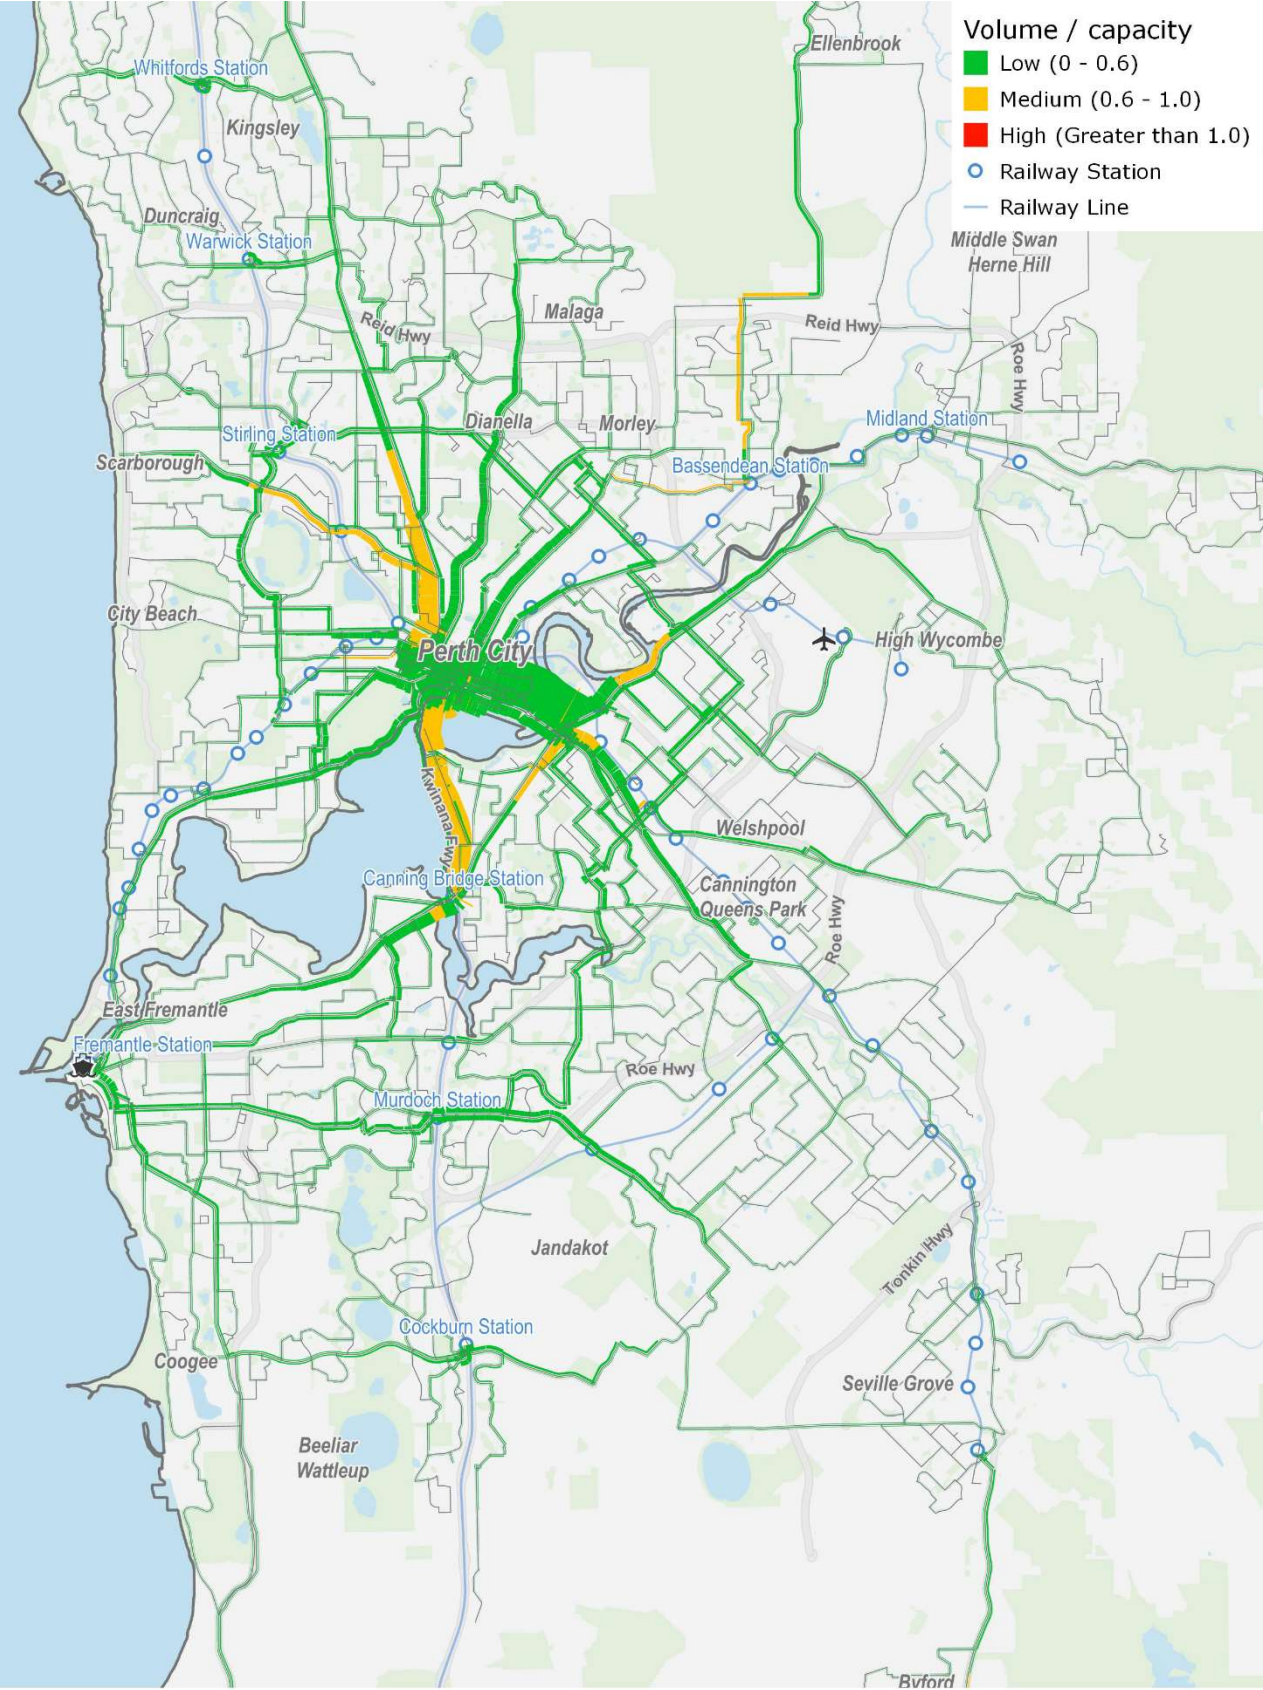 Volume / capacity
Low (0 - 0.6)
Medium (0.6 - 1.0)
High (Greater than 1.0)
Railway Station
Railway Line
Ellenbrook
Whitfords Station
Kingsley
Duncraig
Warwick Station
Middle Swan
Herne Hill
Malaga
Reid Hwy
Reid Hwy
Roe Hwy
Dianella
Morley
Midland Station
Stirling Station
Scarborough
Bassendean Station
City Beach
High Wycombe
Perth City
Kwinana Fwy
Welshpool
Canning Bridge Station
Cannington
Queens Park
Roe Hwy
East Fremantle
Fremantle Station
Roe Hwy
Murdoch Station
Jandakot
Tonkin Hwy
Cockburn Station
Coogee
Seville Grove
Beeliar
Wattleup
Byford